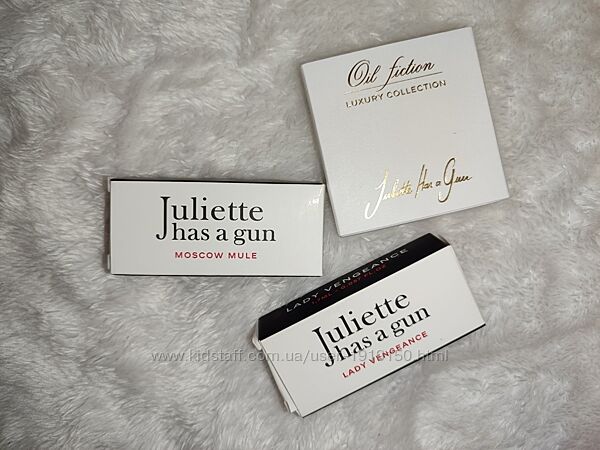 Oil fiction
LUXURY COLLECTION
Juliette Has a Gun
Juliette
has a gun
MOSCOW MULE
LADY VENGEANCE
Juliette
has a gun
LADY VENGEANCE